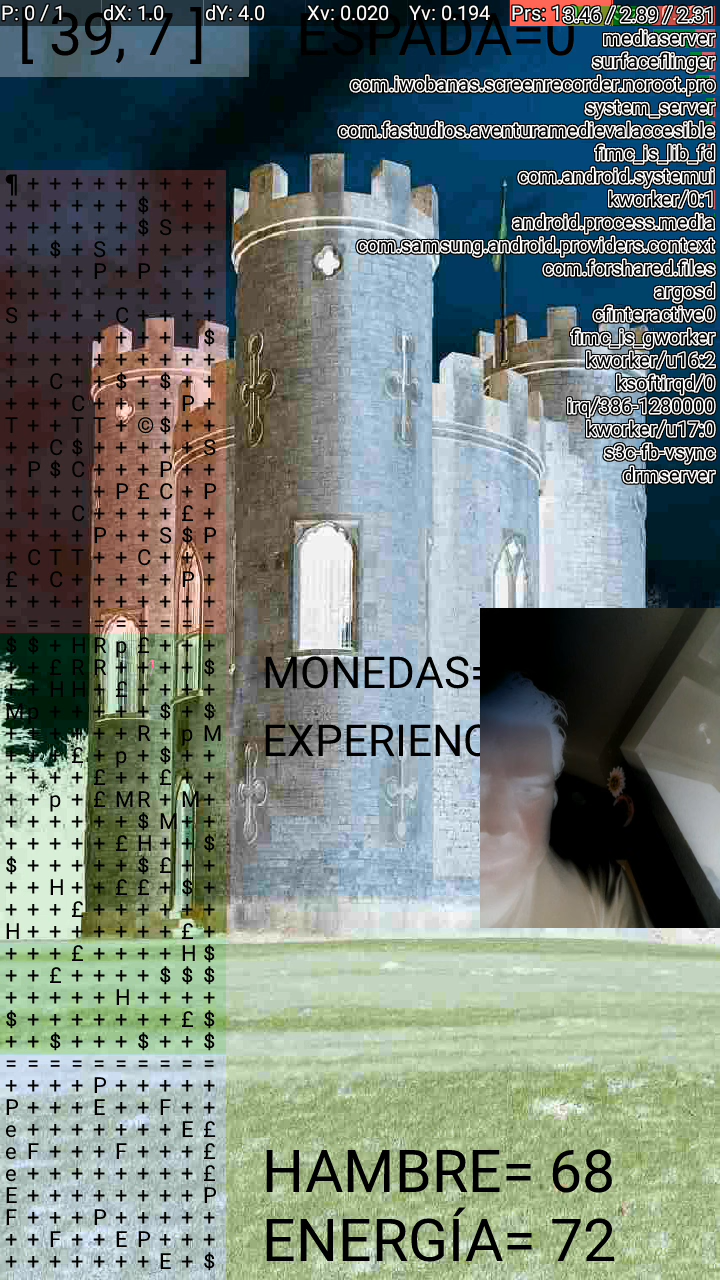 P: 0 / 1 dX: 1.0 dY: 4.0 Xv: 0.020 Yv: 0.194 Prs: 3.46 / 2.89 / 2.31
[ 39, 7 ] ESPADA=0
mediaserver
surfaceflinger
com.iwobanas.screenrecorder.noroot.pro
system_server
com.fastudios.aventuramedievalaccesible
fimc_is_lib_fd
com.android.systemui
kworker/0:1
android.process.media
com.samsung.android.providers.context
com.forshared.files
argosd
cfinteractive0
fimc_is_gworker
kworker/u16:2
ksoftirqd/0
irq/386-1280000
kworker/u17:0
s3c-fb-vsync
drmserver
¶ + + + + + + + + +
+ + + + + + $ + + +
+ + + + + + $ S + +
+ + $ + S + + + + +
+ + + + P + P + + +
+ + + + + + + + + +
S + + + + C + + + +
+ + + + + + + + + $
+ + + + + + + + + +
+ + C + + $ + $ + +
+ + + C + + + + P +
T + + T T + © $ + +
+ + C $ + + + + + S
+ P $ C + + + P + +
+ + + + + P £ C + P
+ + + C + + + + £ +
+ + + + P + + S $ P
+ C T T + + C + + +
£ + C + + + + + P +
+ + + + + + + + + +
= = = = = = = = = =
$ $ + H R p £ + + +
+ + £ R R + + + + $
+ + H H + £ + + + +
M p + + + + + $ + $
+ + + + + + R + p M
+ + + £ + p + $ + +
+ + + + £ + + £ + +
+ + p + £ M R + M +
+ + + + + + $ M + +
+ + + + + £ H + + $
$ + + + + + $ £ + +
+ + H + + £ £ + $ +
+ + + £ + + + + + +
H + + + + + + + £ +
+ + + £ + + + + H $
+ + £ + + + + $ $ $
+ + + + + H + + + +
$ + + + + + + + £ $
+ + $ + + + $ + + $
= = = = = = = = = =
+ + + + P + + + + +
P + + + E + + F + +
e + + + + + + + E £
e F + + + F + + + £
e + + + + + + + + £
E + + + + + + + + P
F + + + P + + + + +
+ + F + + E P + + +
+ + + + + + + E + $
MONEDAS=
EXPERIENC
HAMBRE= 68
ENERGÍA= 72